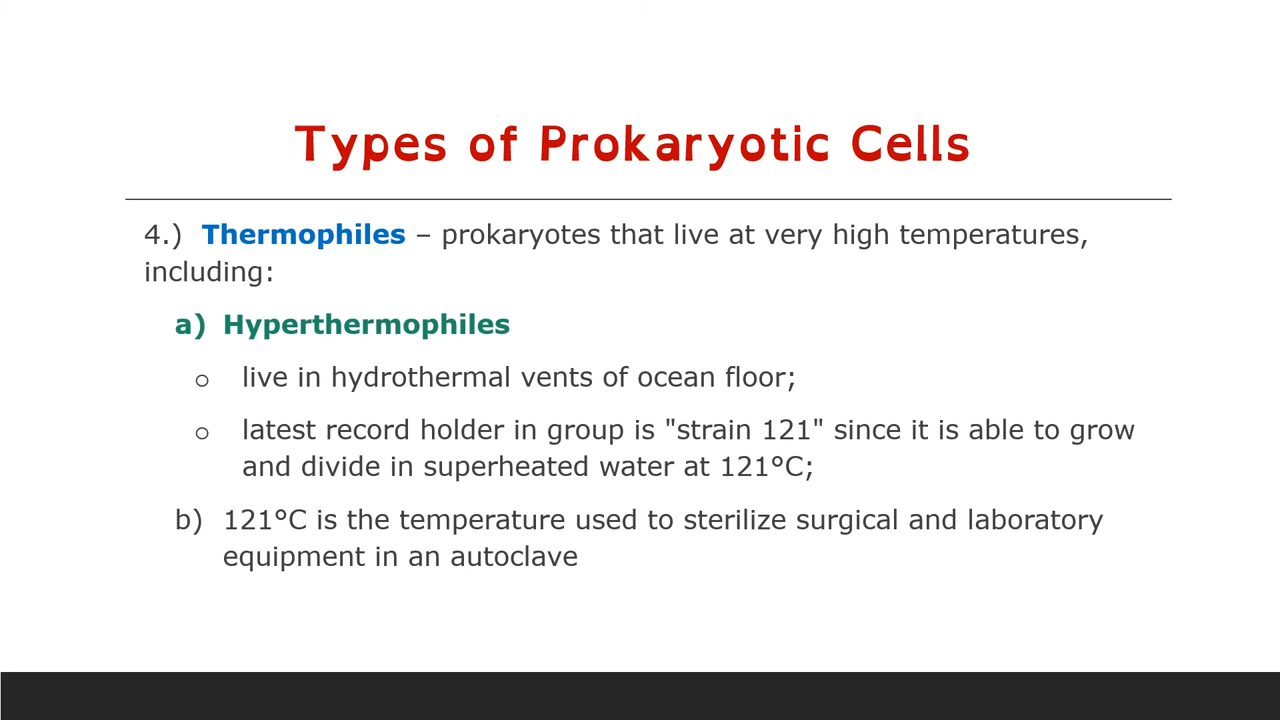 Types of Prokaryotic Cells
4.) Thermophiles – prokaryotes that live at very high temperatures,
including:
a) Hyperthermophiles
o live in hydrothermal vents of ocean floor;
o latest record holder in group is "strain 121" since it is able to grow
and divide in superheated water at 121°C;
b) 121°C is the temperature used to sterilize surgical and laboratory
equipment in an autoclave